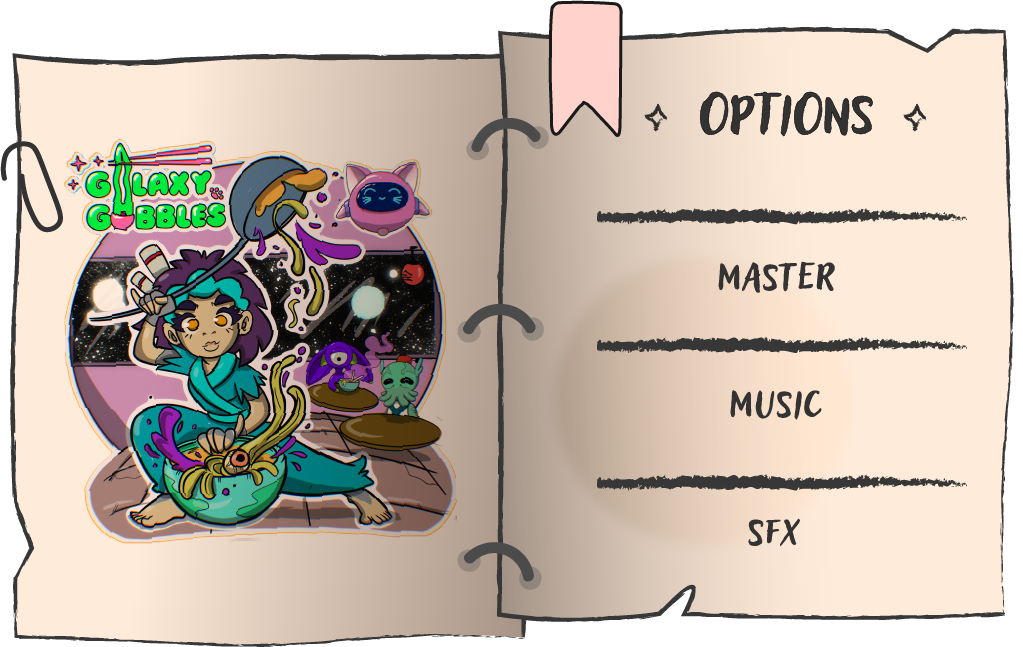 GALAXY
GOBBLES
OPTIONS
MASTER
MUSIC
SFX